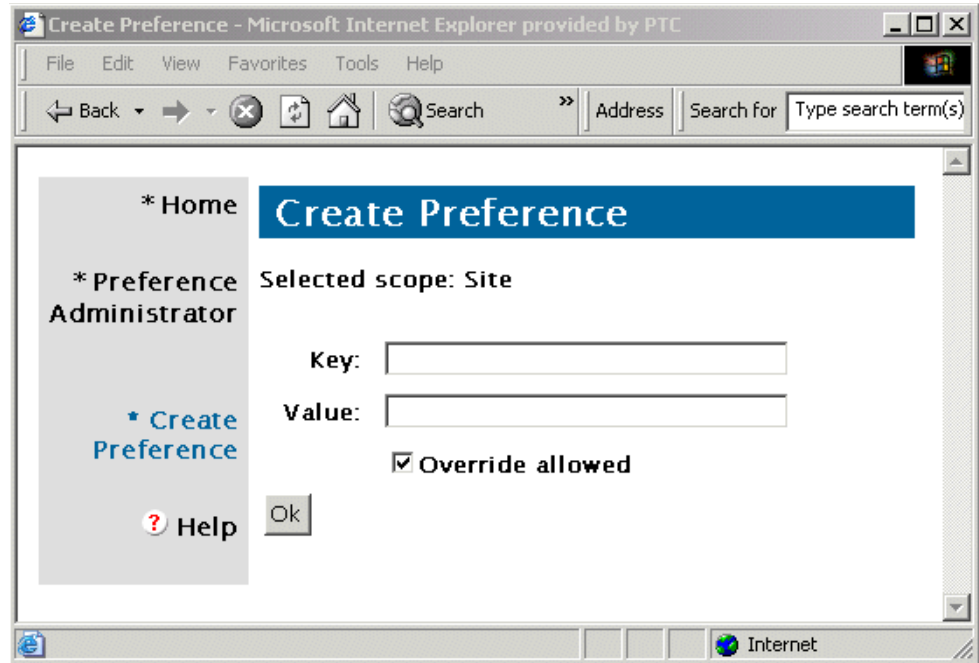 Create Preference - Microsoft Internet Explorer provided by PTC
File Edit View Favorites Tools Help
Back Search » Address Search for Type search term(s)
* Home
Create Preference
* Preference
Administrator
Selected scope: Site
Key:
Value:
* Create
Preference
Override allowed
? Help
Ok
Internet